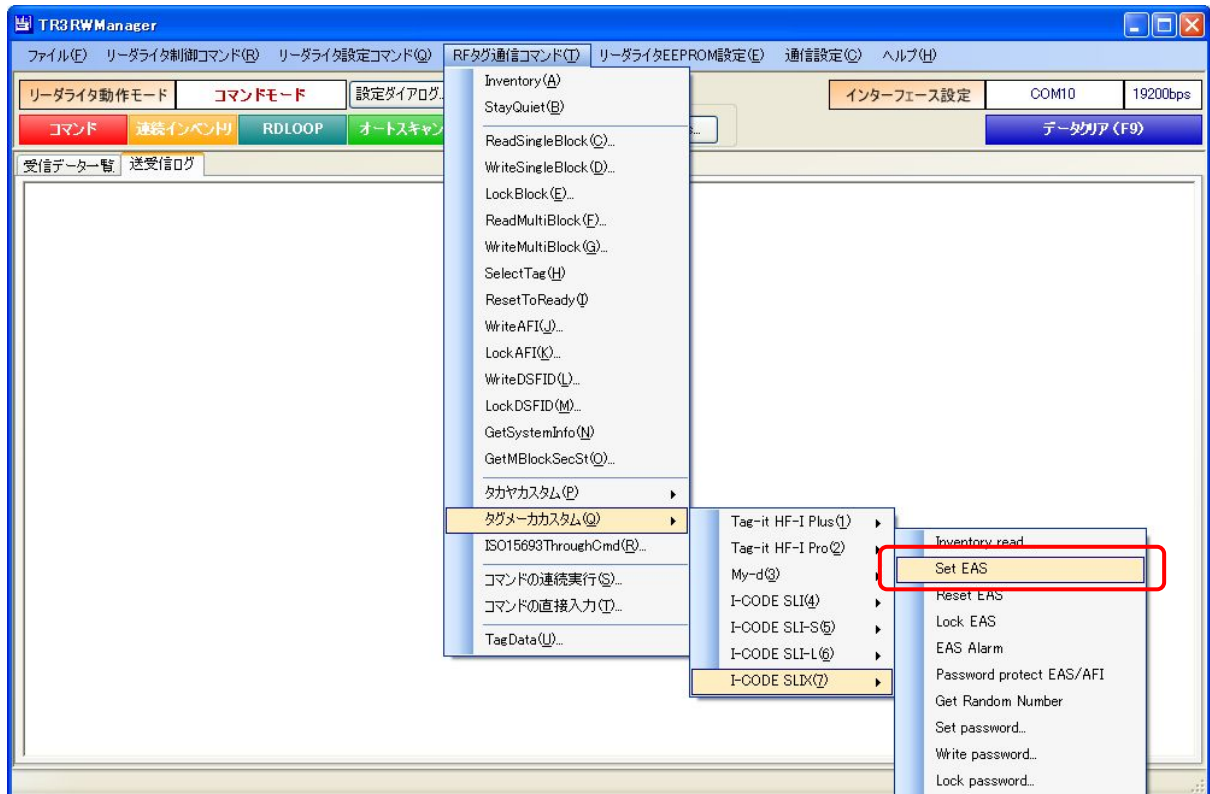 TR3RWManager
ファイル(F) リーダライタ制御コマンド(R) リーダライタ設定コマンド(Q) RFタグ通信コマンド(T) リーダライタEEPROM設定(E) 通信設定(C) ヘルプ(H)
リーダライタ動作モード コマンドモード 設定ダイアログ... インターフェース設定 COM10 19200bps
コマンド 連続インベントリ RDLOOP オートスキャン データクリア(F9)
受信データ一覧 送受信ログ
Inventory(A)
StayQuiet(B)
ReadSingleBlock(C)...
WriteSingleBlock(D)...
LockBlock(E)...
ReadMultiBlock(F)...
WriteMultiBlock(G)...
SelectTag(H)
ResetToReady(I)
WriteAFI(J)...
LockAFI(K)...
WriteDSFID(L)...
LockDSFID(M)...
GetSystemInfo(N)
GetMBlockSecSt(O)...
タカヤカスタム(P)
タグメーカカスタム(Q)
ISO15693ThroughCmd(R)...
コマンドの連続実行(S)...
コマンドの直接入力(T)...
TagData(U)...
Tag-it HF-I Plus(1)
Tag-it HF-I Pro(2)
My-d(3)
I-CODE SLI(4)
I-CODE SLI-S(5)
I-CODE SLI-L(6)
I-CODE SLIX(7)
Inventory read
Set EAS
Reset EAS
Lock EAS
EAS Alarm
Password protect EAS/AFI
Get Random Number
Set password...
Write password...
Lock password...